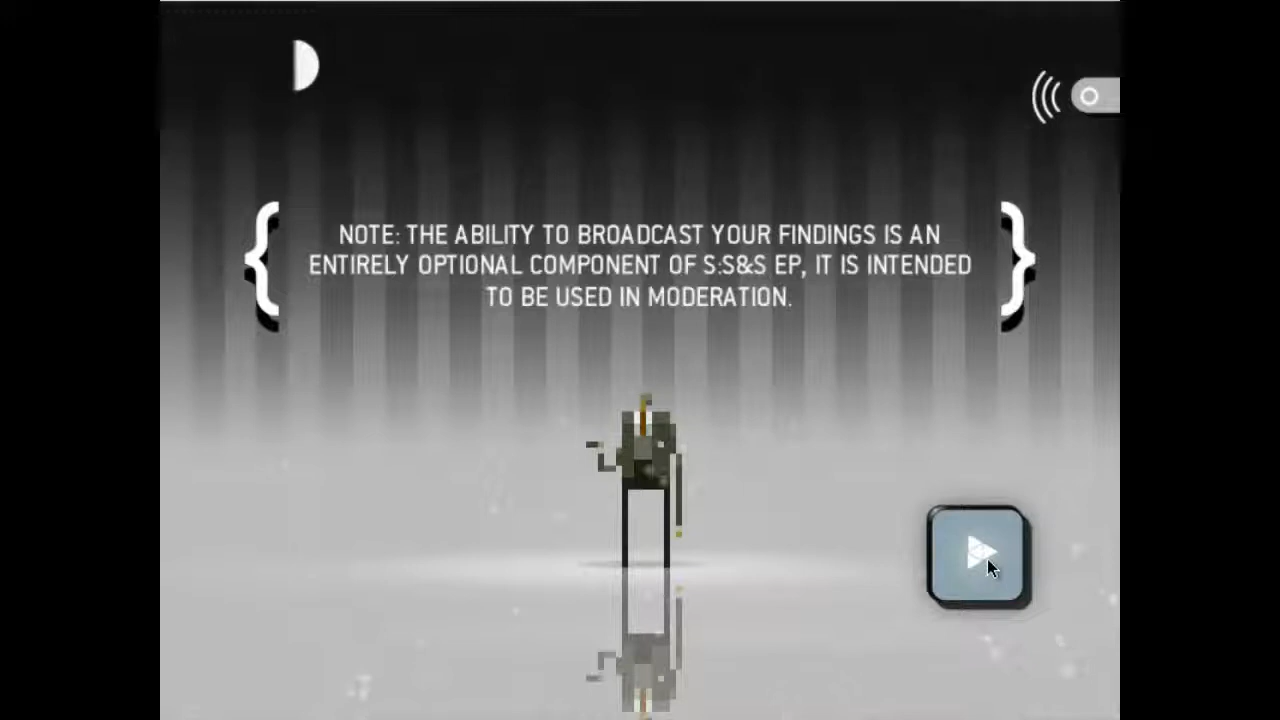 NOTE: THE ABILITY TO BROADCAST YOUR FINDINGS IS AN
ENTIRELY OPTIONAL COMPONENT OF S:S&S EP, IT IS INTENDED
TO BE USED IN MODERATION.